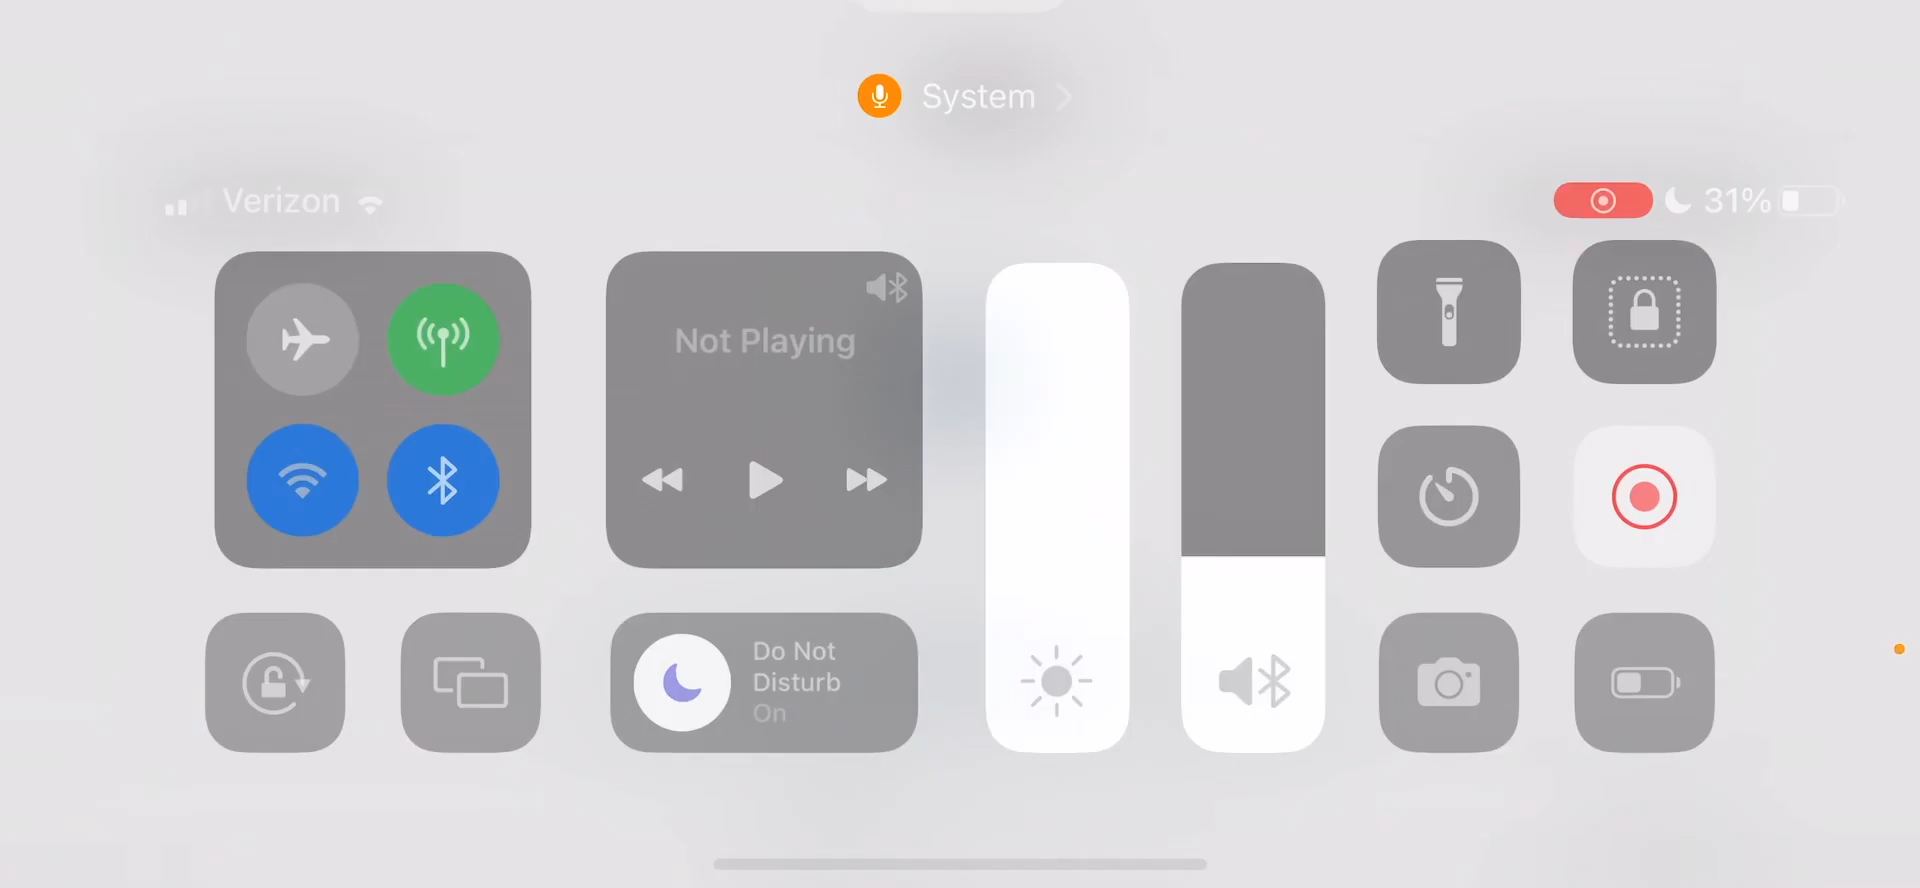 System
Verizon
31%
Not Playing
Do Not
Disturb
On